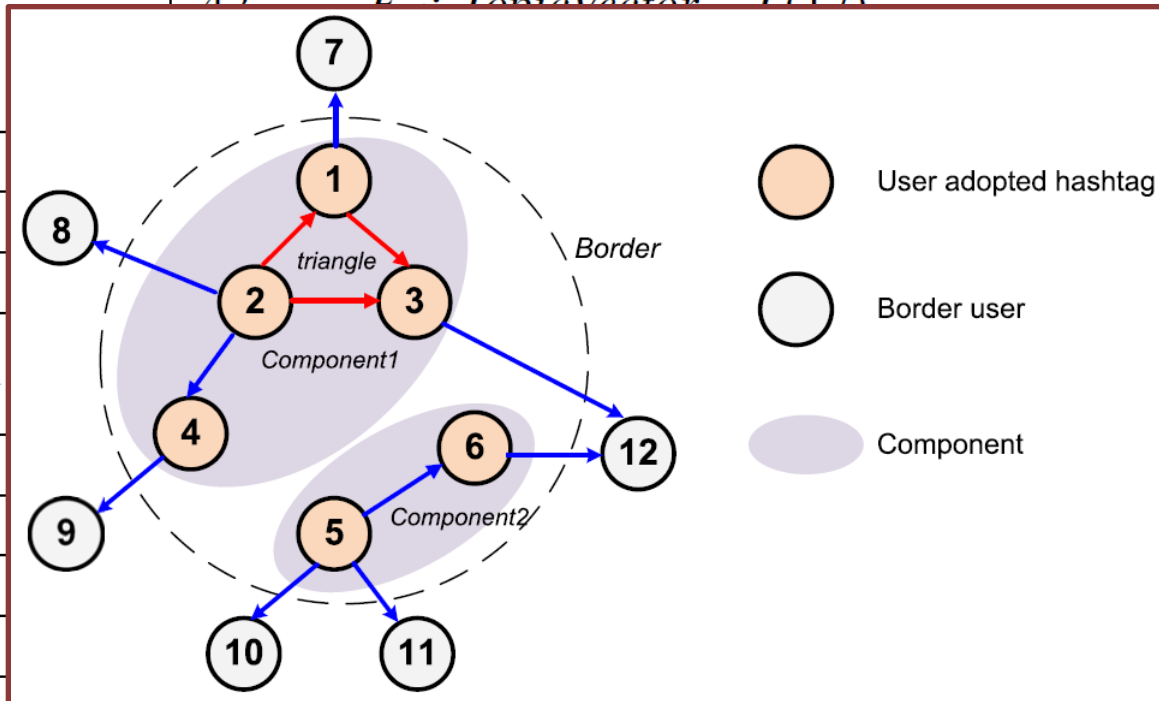 7
1
User adopted hashtag
8
triangle
Border
2
3
Border user
Component1
4
6
12
Component
Component2
9
5
10
11